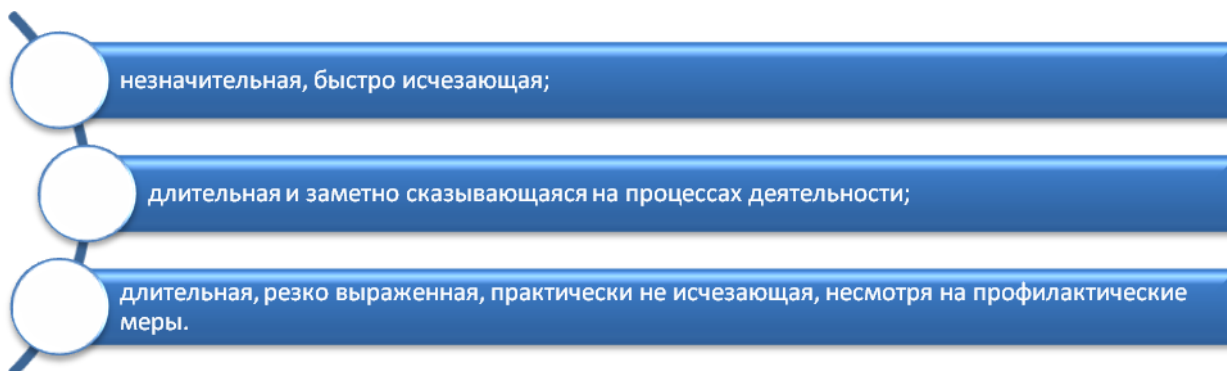 незначительная, быстро исчезающая;
длительная и заметно сказывающаяся на процессах деятельности;
длительная, резко выраженная, практически не исчезающая, несмотря на профилактические
меры.